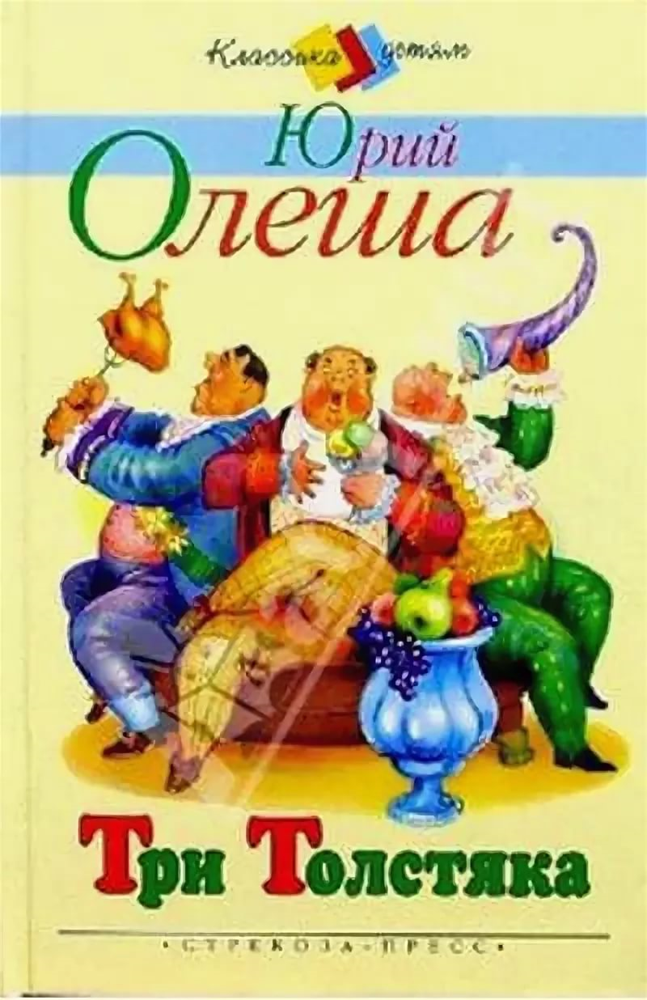 Классика детям
Юрий
Олеша
Три Толстяка
• СТРЕКОЗА-ПРЕСС •